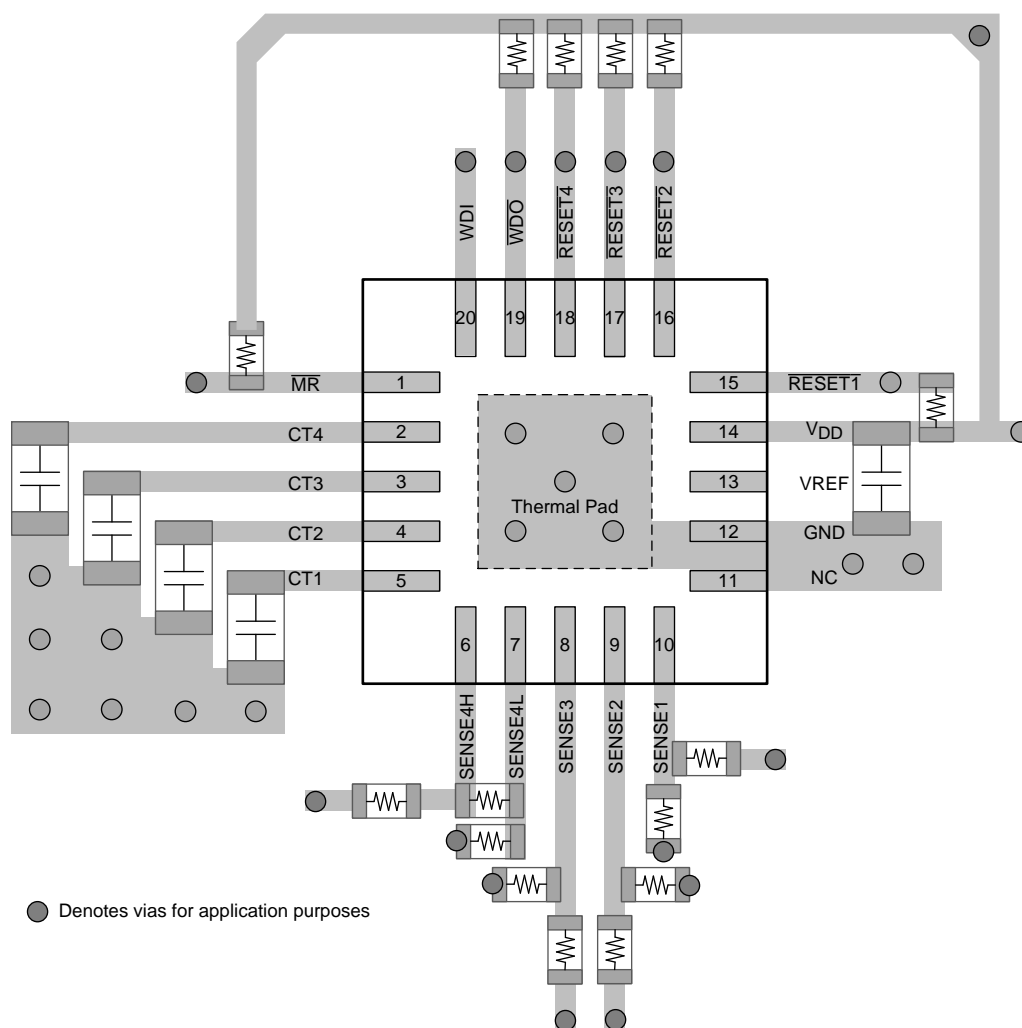 WDI
WDO
RESET4
RESET3
RESET2
20
19
18
17
16
MR
1
15
RESET1
CT4
2
14
VDD
CT3
3
13
VREF
Thermal Pad
CT2
4
12
GND
CT1
5
11
NC
6
7
8
9
10
SENSE4H
SENSE4L
SENSE3
SENSE2
SENSE1
Denotes vias for application purposes